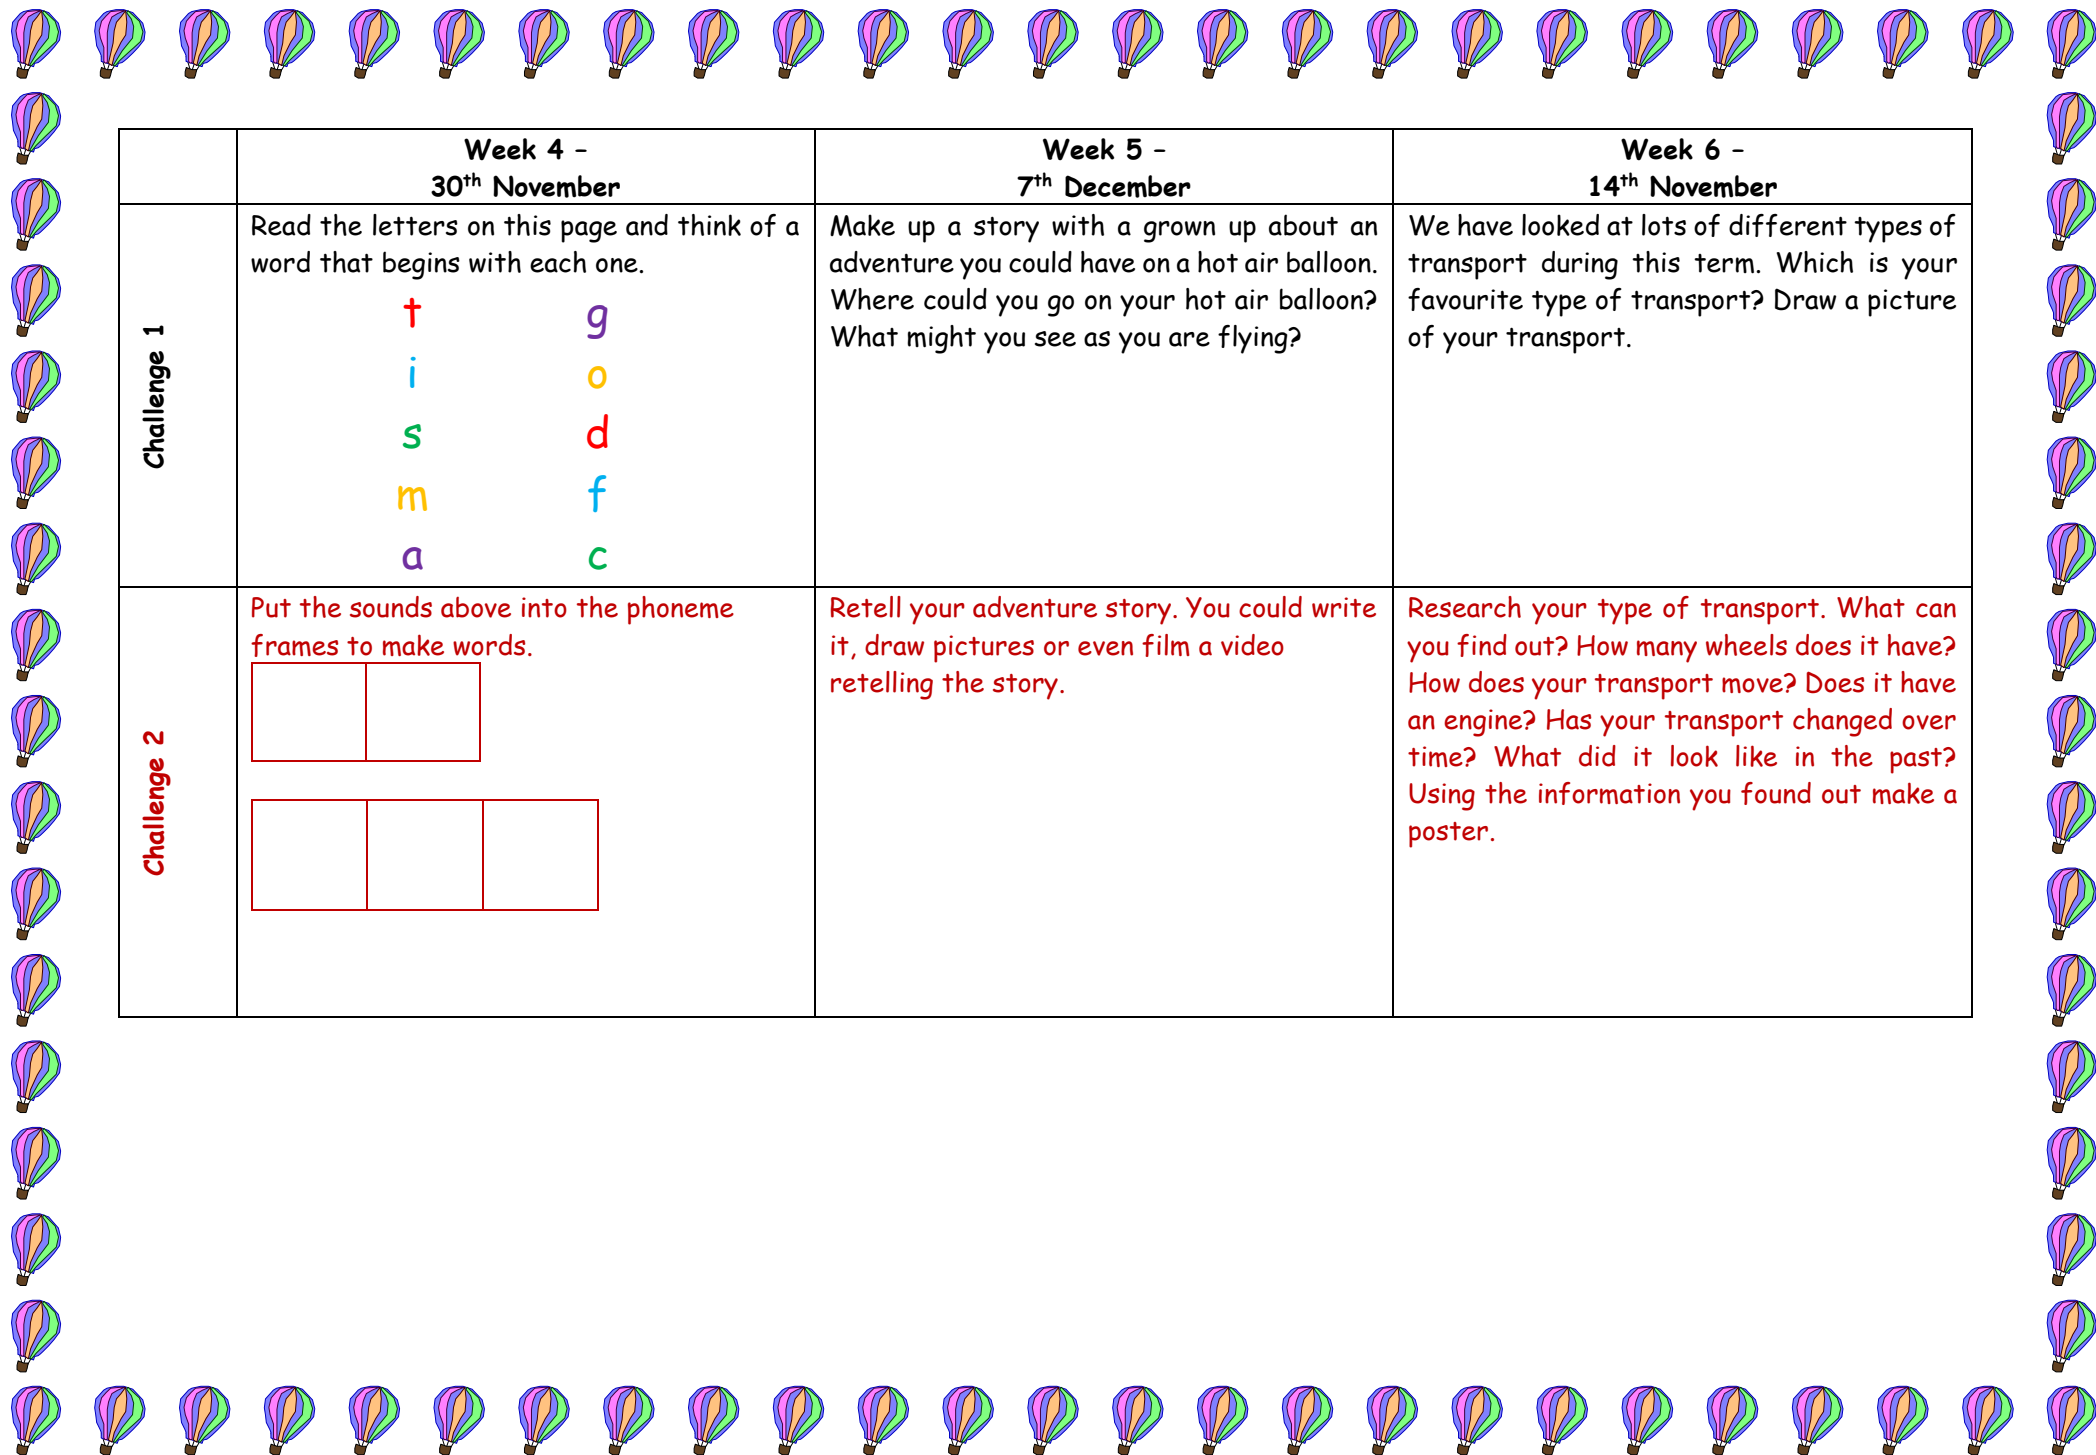 Week 4 –
30th November
Week 5 –
7th December
Week 6 –
14th November
Challenge 1
Read the letters on this page and think of a
word that begins with each one.
t g
i o
s d
m f
a c
Make up a story with a grown up about an
adventure you could have on a hot air balloon.
Where could you go on your hot air balloon?
What might you see as you are flying?
We have looked at lots of different types of
transport during this term. Which is your
favourite type of transport? Draw a picture
of your transport.
Challenge 2
Put the sounds above into the phoneme
frames to make words.
Retell your adventure story. You could write
it, draw pictures or even film a video
retelling the story.
Research your type of transport. What can
you find out? How many wheels does it have?
How does your transport move? Does it have
an engine? Has your transport changed over
time? What did it look like in the past?
Using the information you found out make a
poster.